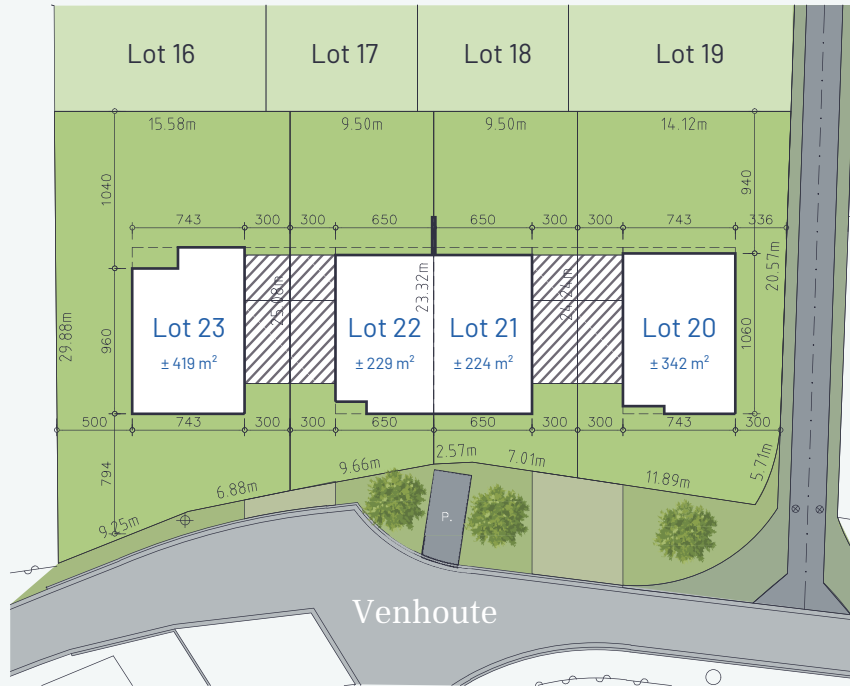 Lot 16 Lot 17 Lot 18 Lot 19
15.58m 9.50m 9.50m 14.12m
1040
940
743 300 300 650 650 300 300 743 336
29.88m
960
25.08m
23.32m
24.24m
20.57m
1060
Lot 23
± 419 m²
Lot 22
± 229 m²
Lot 21
± 224 m²
Lot 20
± 342 m²
500 743 300 300 650 650 300 300 743 300
794
9.25m
6.88m
9.66m
2.57m
7.01m
11.89m
5.71m
P.
Venhoute